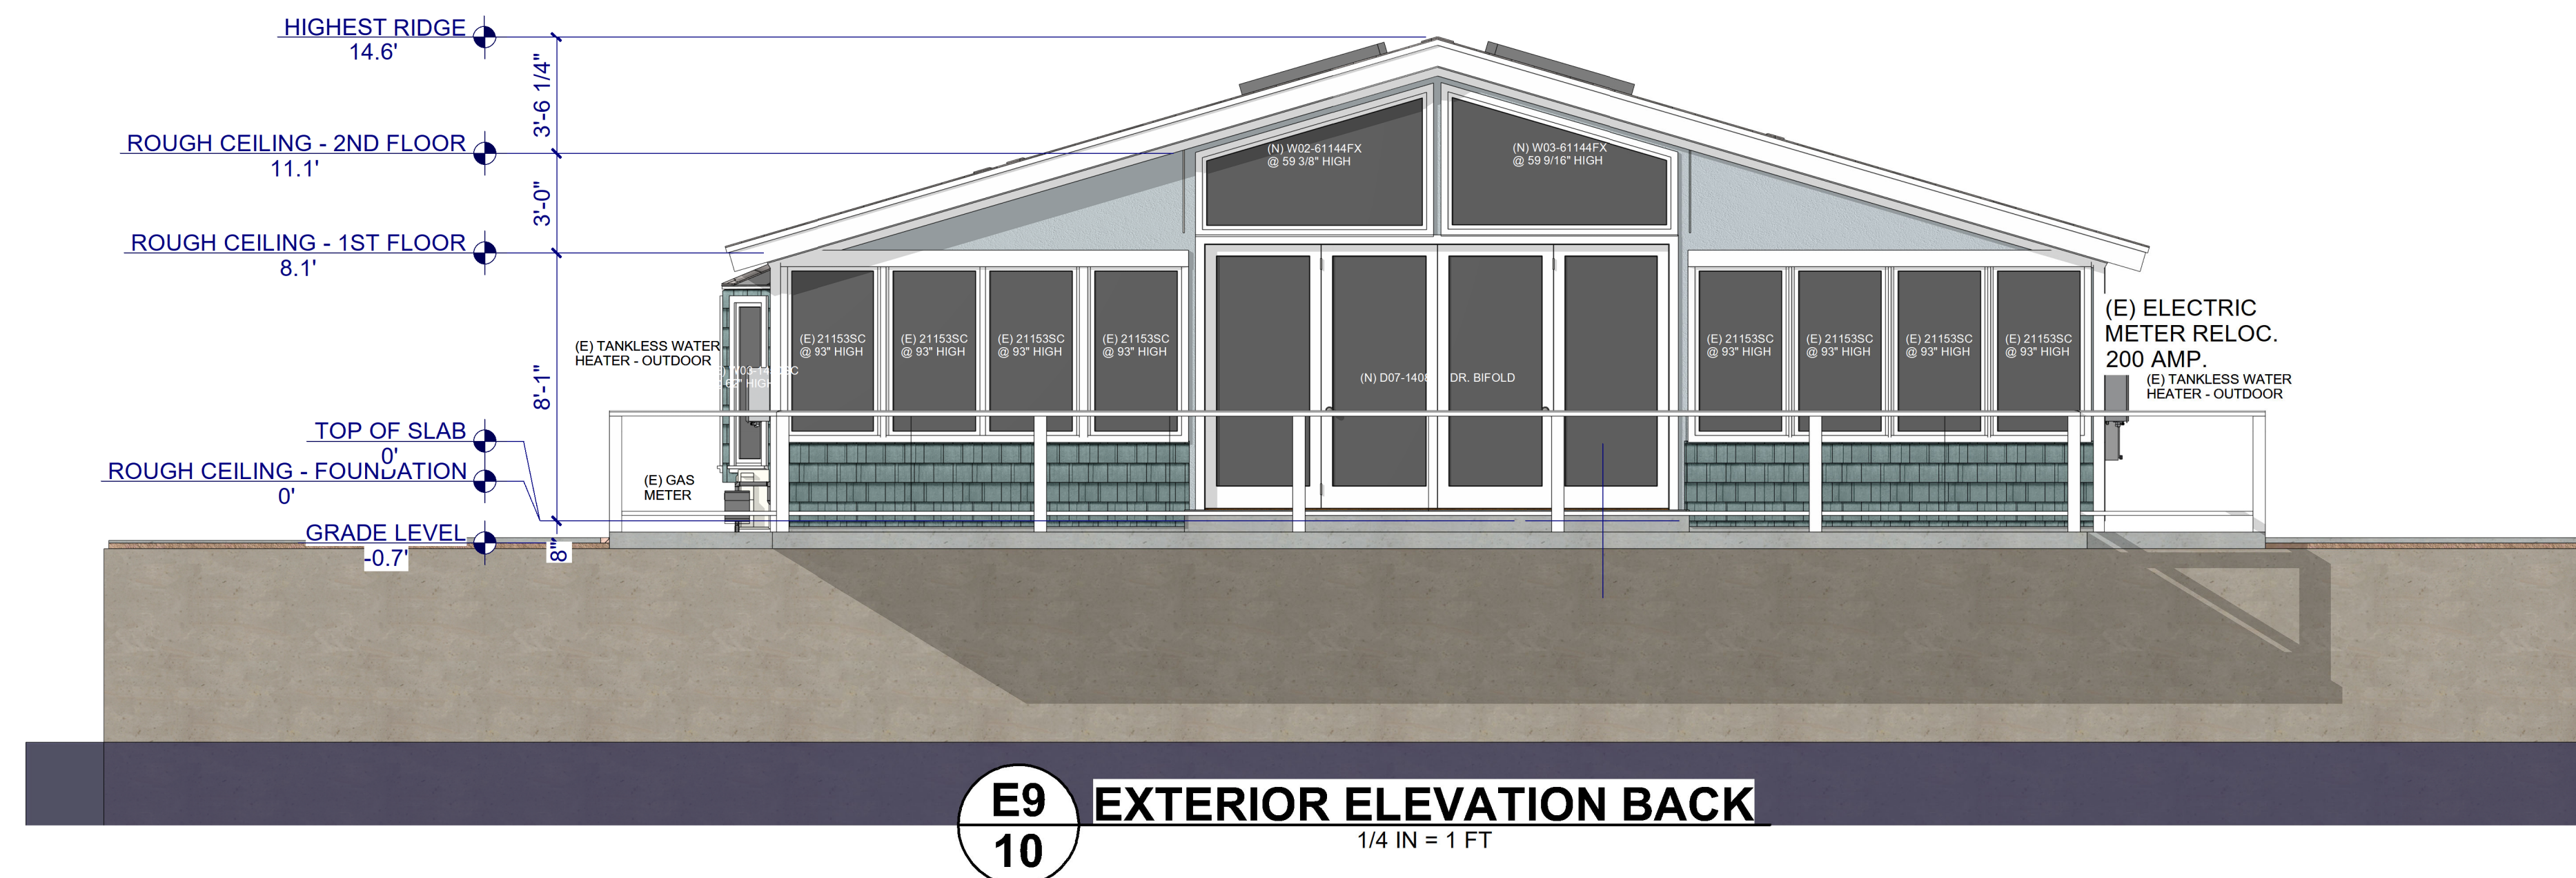 HIGHEST RIDGE
14.6'
3'-6 1/4"
ROUGH CEILING - 2ND FLOOR
11.1'
3'-0"
ROUGH CEILING - 1ST FLOOR
8.1'
8'-1"
TOP OF SLAB
0'
ROUGH CEILING - FOUNDATION
0'
GRADE LEVEL
-0.7'
8"
(N) W02-61144FX
@ 59 3/8" HIGH
(N) W03-61144FX
@ 59 9/16" HIGH
(E) TANKLESS WATER
HEATER - OUTDOOR
(E) 21153SC
@ 93" HIGH
(E) 21153SC
@ 93" HIGH
(E) 21153SC
@ 93" HIGH
(E) 21153SC
@ 93" HIGH
(N) DR. BIFOLD
(E) 21153SC
@ 93" HIGH
(E) 21153SC
@ 93" HIGH
(E) 21153SC
@ 93" HIGH
(E) 21153SC
@ 93" HIGH
(E) ELECTRIC
METER RELOC.
200 AMP.
(E) TANKLESS WATER
HEATER - OUTDOOR
(E) GAS
METER
E9
10
EXTERIOR ELEVATION BACK
1/4 IN = 1 FT